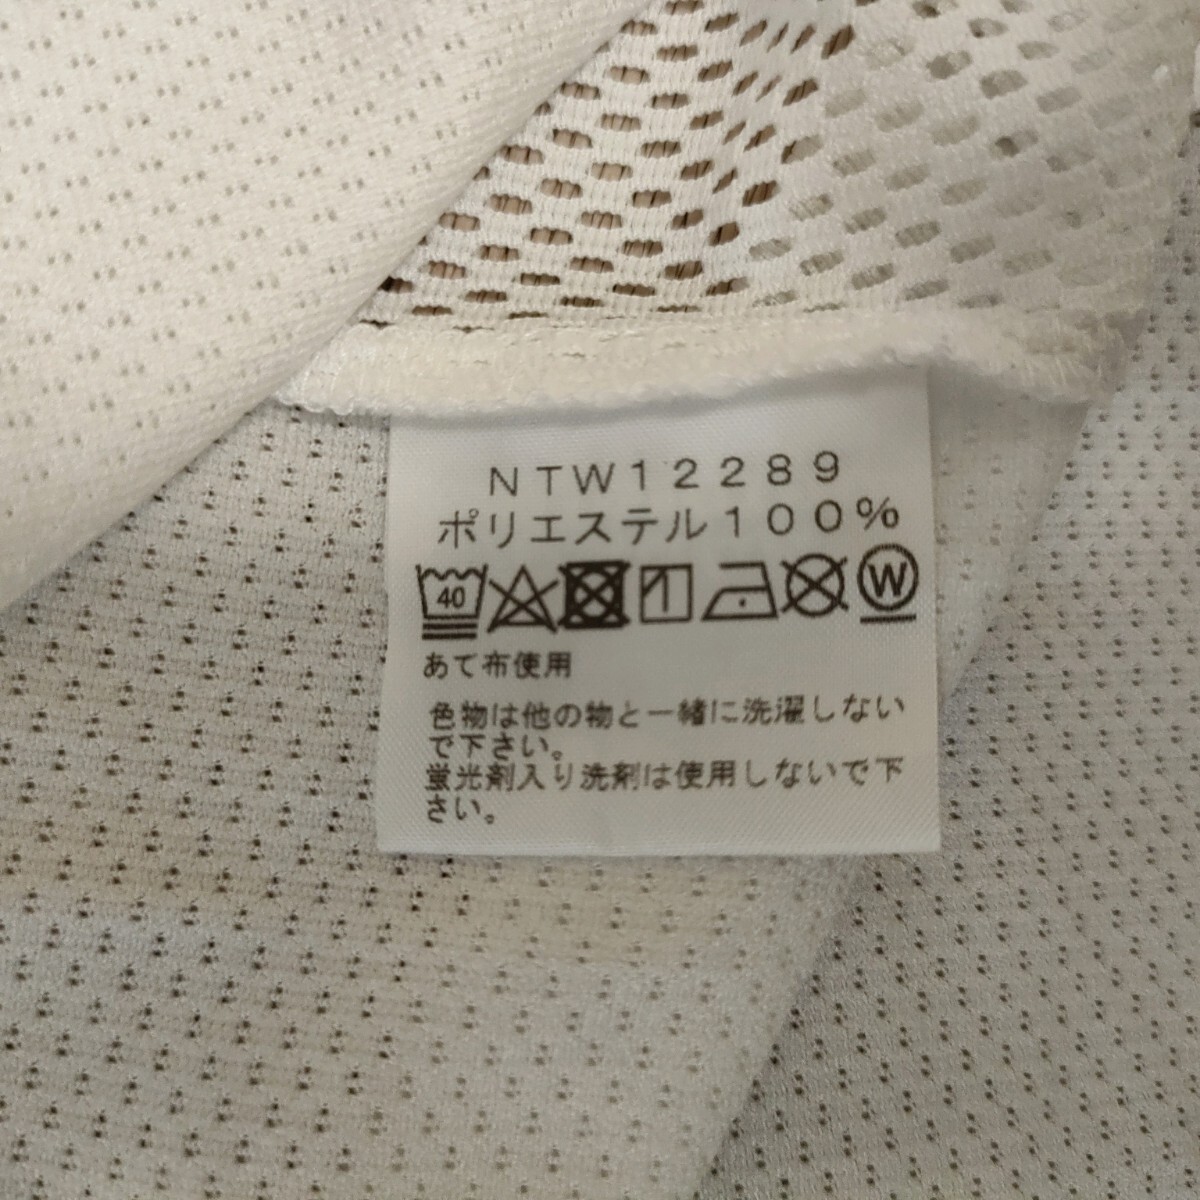 NTW12289
ポリエステル100%
40 W
あて布使用
色物は他の物と一緒に洗濯しない
で下さい。
蛍光剤入り洗剤は使用しないで下
さい。